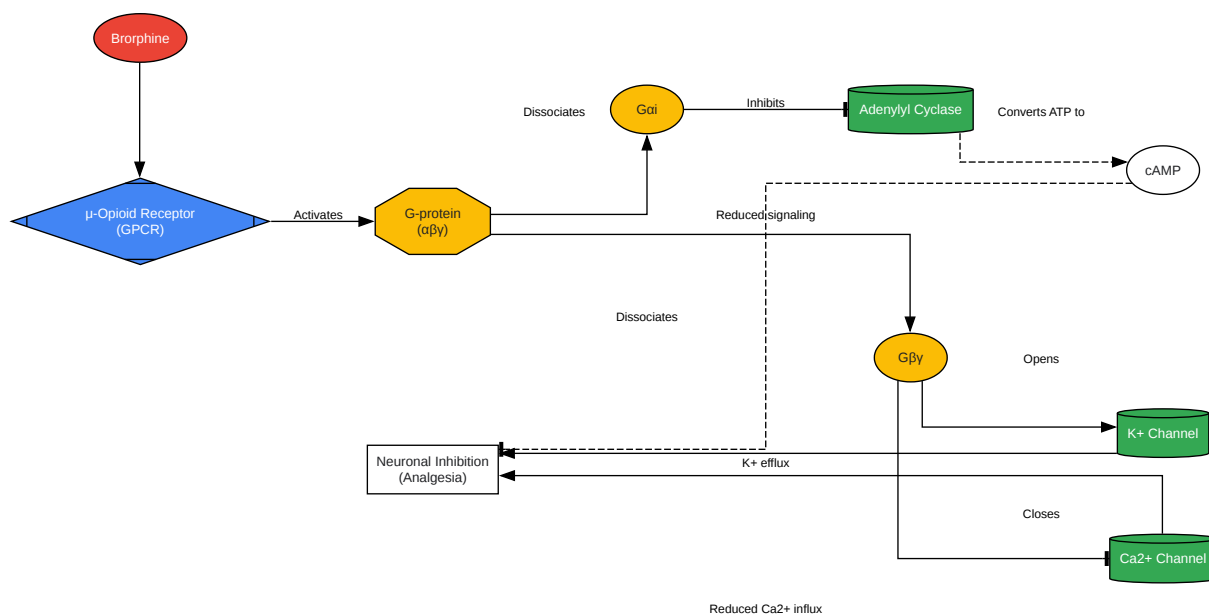 Brorphine
Dissociates
Gαi
Inhibits
Adenylyl Cyclase
Converts ATP to
cAMP
μ-Opioid Receptor
(GPCR)
Activates
G-protein
(αβγ)
Reduced signaling
Dissociates
Gβγ
Opens
K+ Channel
Neuronal Inhibition
(Analgesia)
K+ efflux
Closes
Ca2+ Channel
Reduced Ca2+ influx